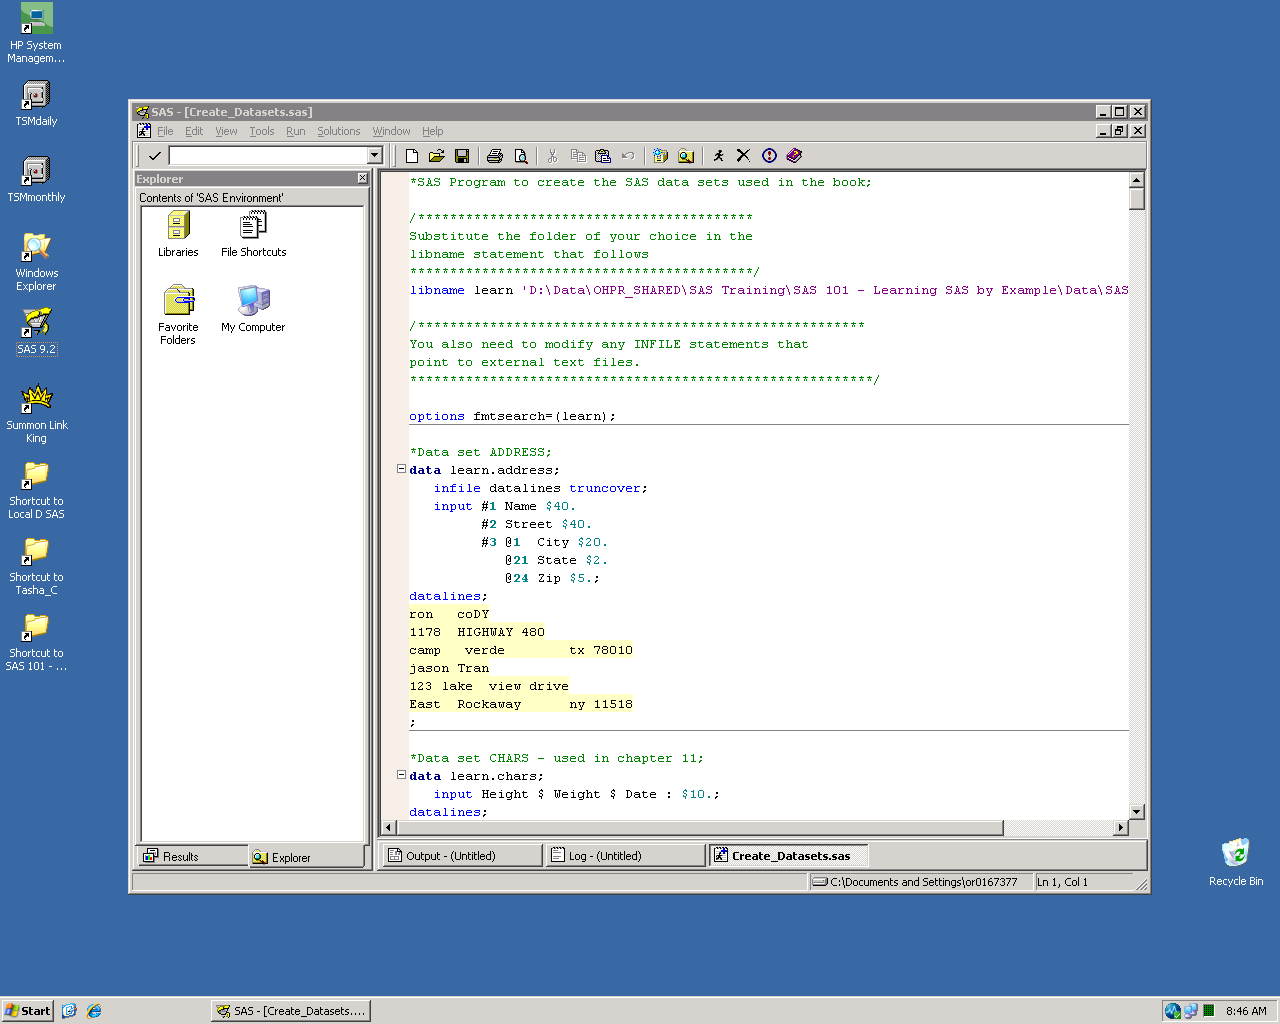 HP System
Managem...
TSMdaily
TSMmonthly
Windows
Explorer
SAS 9.2
Summon Link
King
Shortcut to
Local D SAS
Shortcut to
Tasha_C
Shortcut to
SAS 101 - ...
SAS - [Create_Datasets.sas]
File Edit View Tools Run Solutions Window Help
Explorer
Contents of 'SAS Environment'
Libraries
File Shortcuts
Favorite
Folders
My Computer
Results
Explorer
*SAS Program to create the SAS data sets used in the book;
/******************************************
Substitute the folder of your choice in the
libname statement that follows
*******************************************/
libname learn 'D:\Data\OHPR_SHARED\SAS Training\SAS 101 - Learning SAS by Example\Data\SAS
/********************************************************
You also need to modify any INFILE statements that
point to external text files.
**********************************************************/
options fmtsearch=(learn);
*Data set ADDRESS;
data learn.address;
   infile datalines truncover;
   input #1 Name $40.
         #2 Street $40.
         #3 @1  City $20.
            @21 State $2.
            @24 Zip $5.;
datalines;
ron   coDY
1178  HIGHWAY 480
camp   verde        tx 78010
jason Tran
123 lake  view drive
East  Rockaway      ny 11518
;
*Data set CHARS - used in chapter 11;
data learn.chars;
   input Height $ Weight $ Date : $10.;
datalines;
Output - (Untitled)
Log - (Untitled)
Create_Datasets.sas
C:\Documents and Settings\or0167377
Ln 1, Col 1
Recycle Bin
Start
SAS - [Create_Datasets....
8:46 AM